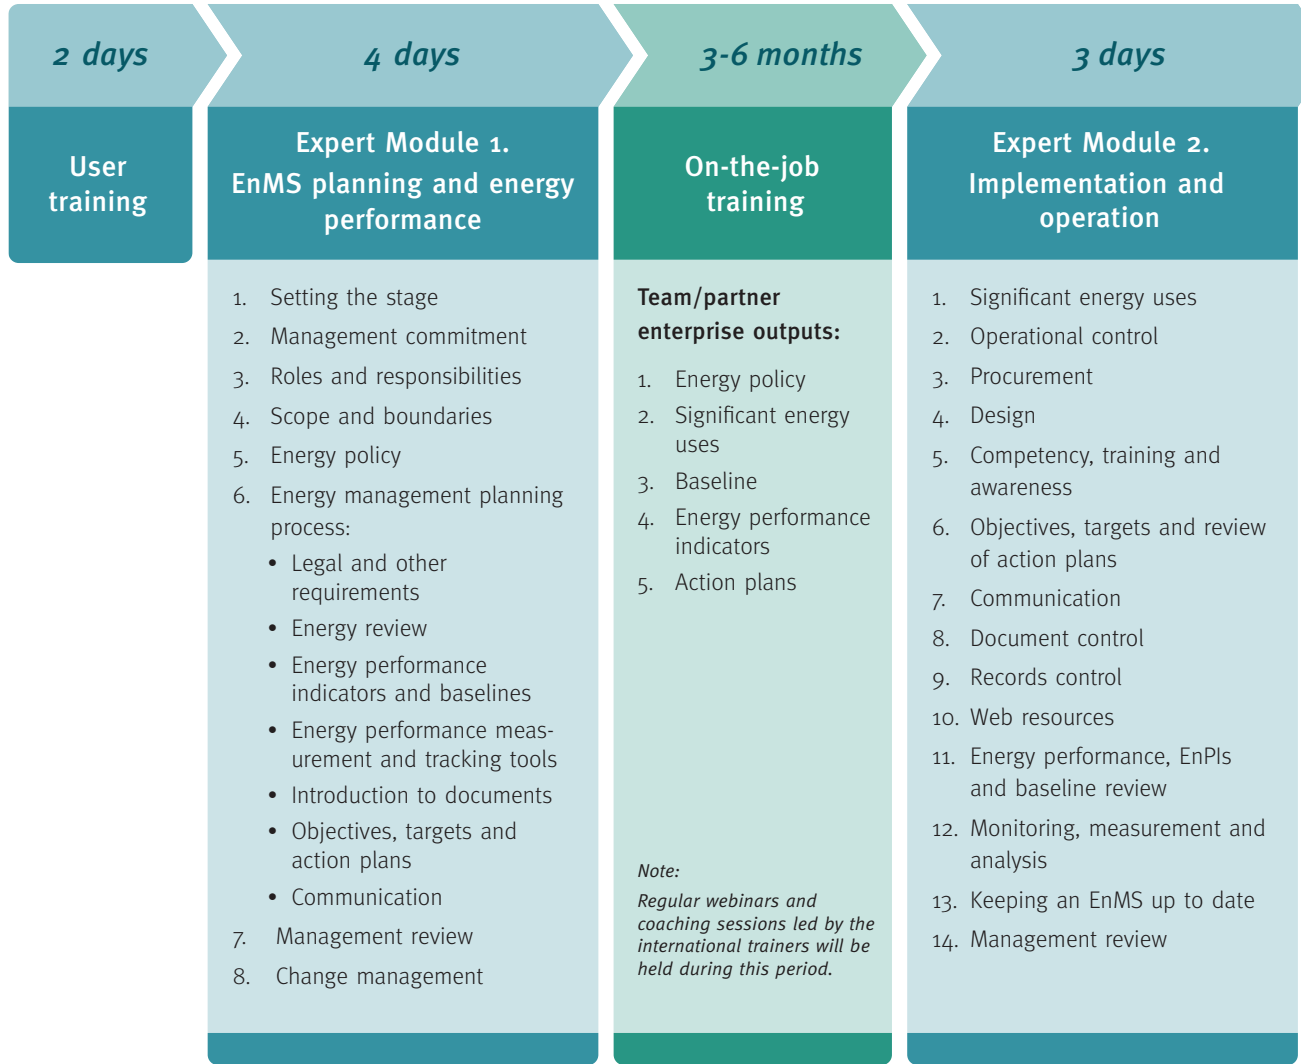 2 days
User
training
4 days
Expert Module 1.
EnMS planning and energy
performance
1. Setting the stage
2. Management commitment
3. Roles and responsibilities
4. Scope and boundaries
5. Energy policy
6. Energy management planning
process:
• Legal and other
requirements
• Energy review
• Energy performance
indicators and baselines
• Energy performance meas-
urement and tracking tools
• Introduction to documents
• Objectives, targets and
action plans
• Communication
7. Management review
8. Change management
3-6 months
On-the-job
training
Team/partner
enterprise outputs:
1. Energy policy
2. Significant energy
uses
3. Baseline
4. Energy performance
indicators
5. Action plans
Note:
Regular webinars and
coaching sessions led by the
international trainers will be
held during this period.
3 days
Expert Module 2.
Implementation and
operation
1. Significant energy uses
2. Operational control
3. Procurement
4. Design
5. Competency, training and
awareness
6. Objectives, targets and review
of action plans
7. Communication
8. Document control
9. Records control
10. Web resources
11. Energy performance, EnPIs
and baseline review
12. Monitoring, measurement and
analysis
13. Keeping an EnMS up to date
14. Management review